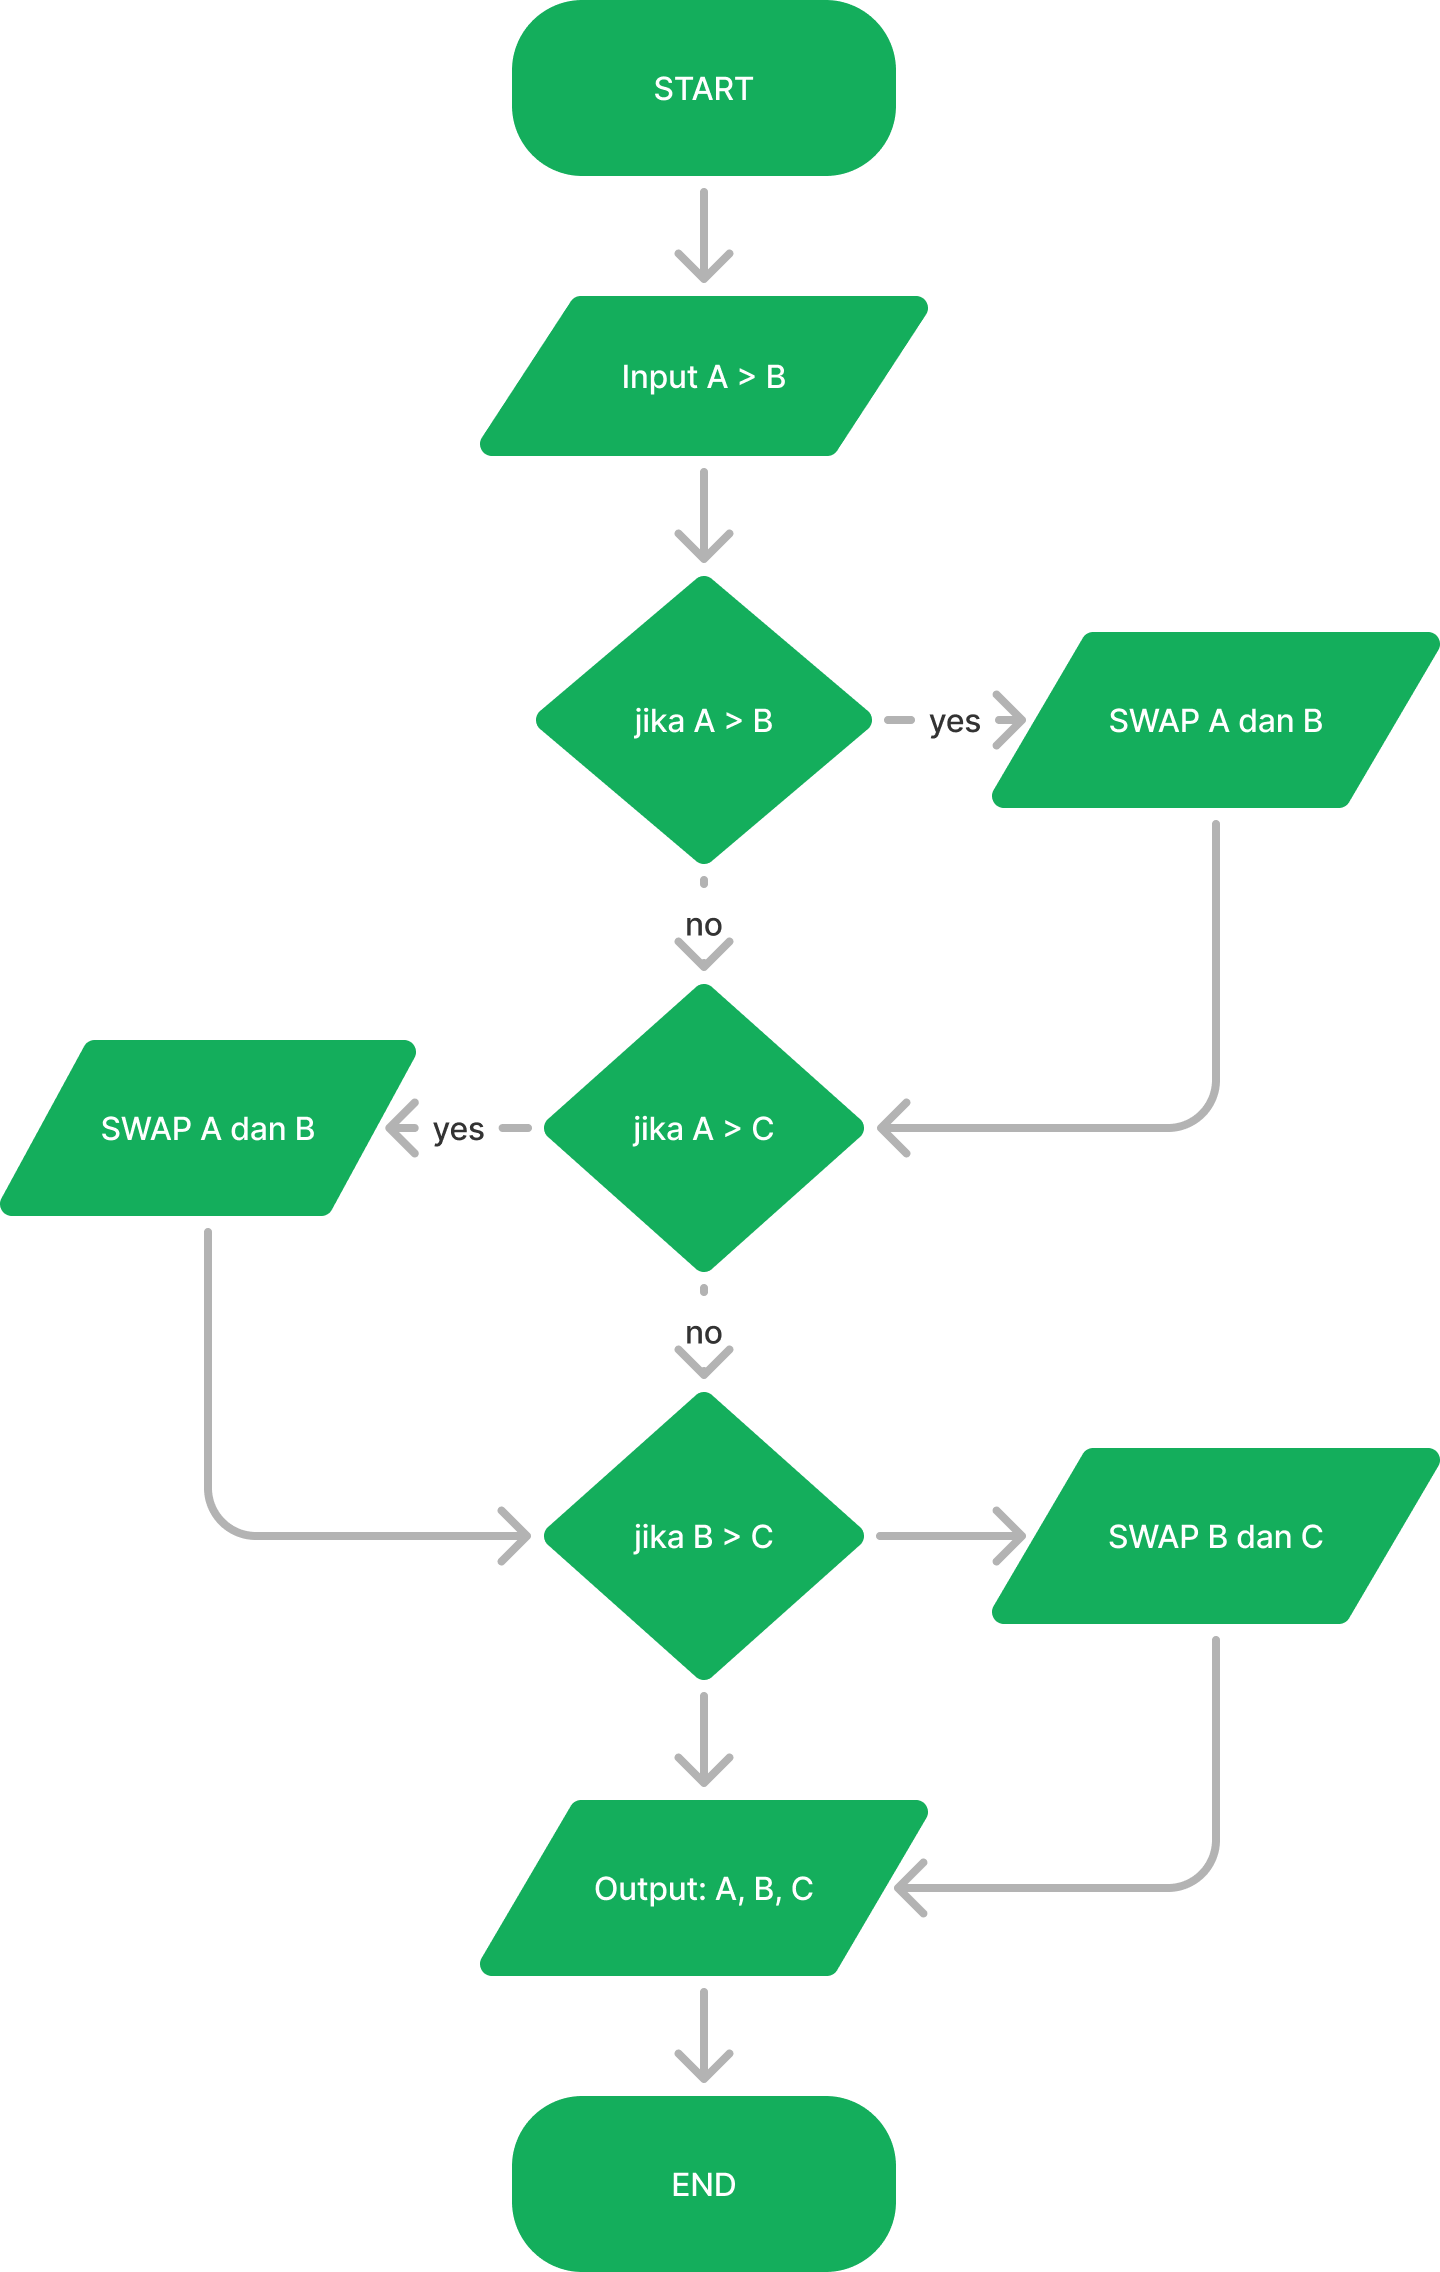 START
Input A > B
jika A > B
yes
SWAP A dan B
no
SWAP A dan B
yes
jika A > C
no
jika B > C
SWAP B dan C
Output: A, B, C
END